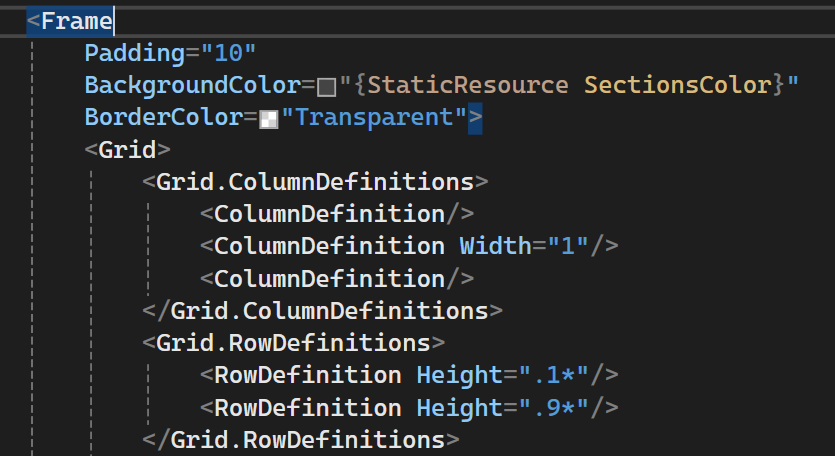 <Frame
Padding="10"
BackgroundColor="{StaticResource SectionsColor}"
BorderColor="Transparent">
<Grid>
<Grid.ColumnDefinitions>
<ColumnDefinition/>
<ColumnDefinition Width="1"/>
<ColumnDefinition/>
</Grid.ColumnDefinitions>
<Grid.RowDefinitions>
<RowDefinition Height=".1*"/>
<RowDefinition Height=".9*"/>
</Grid.RowDefinitions>